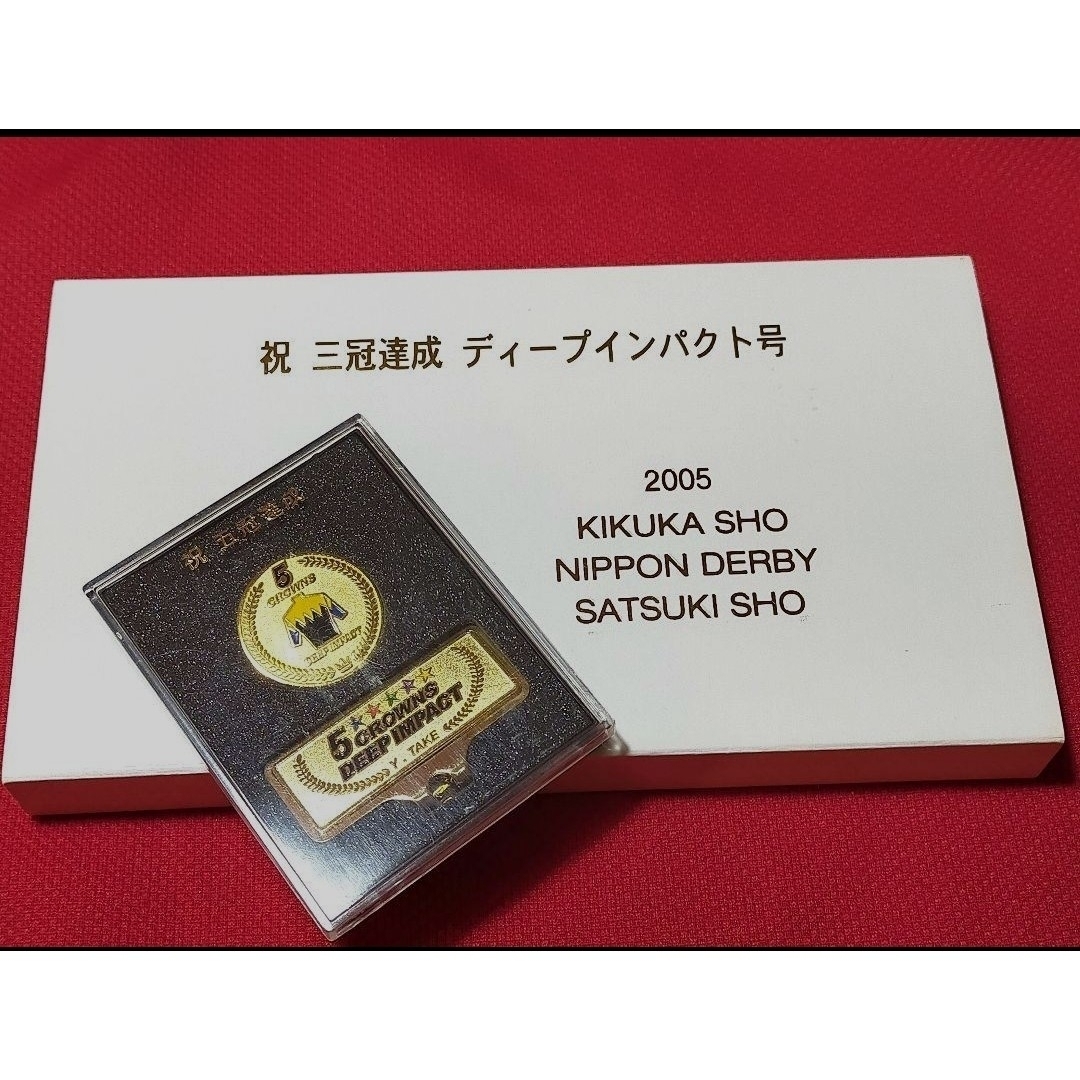 祝 三冠達成 ディープインパクト号
2005
KIKUKA SHO
NIPPON DERBY
SATSUKI SHO
祝 五冠達成
5
CROWNS
DEEP IMPACT
5 CROWNS
DEEP IMPACT
Y. TAKE